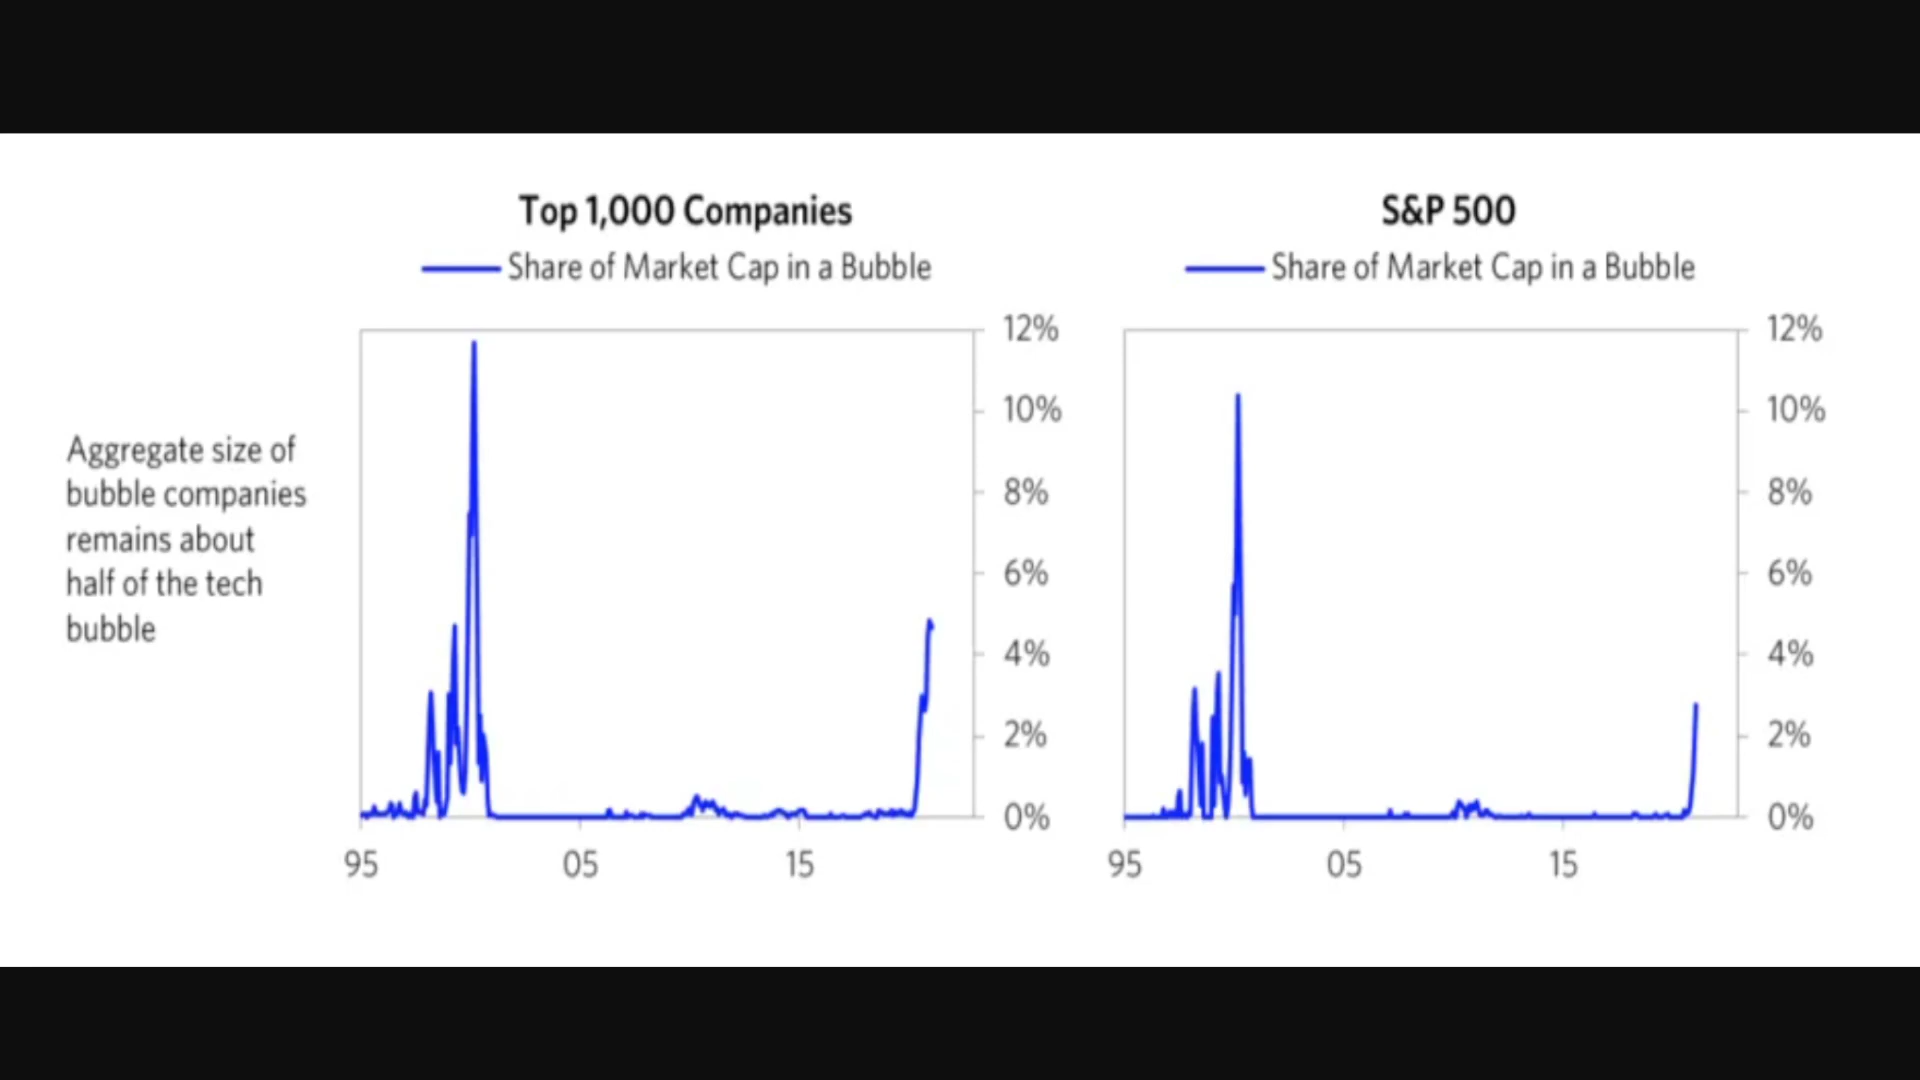 Top 1,000 Companies
Share of Market Cap in a Bubble
Aggregate size of
bubble companies
remains about
half of the tech
bubble
12%
10%
8%
6%
4%
2%
0%
95
05
15
S&P 500
Share of Market Cap in a Bubble
12%
10%
8%
6%
4%
2%
0%
95
05
15